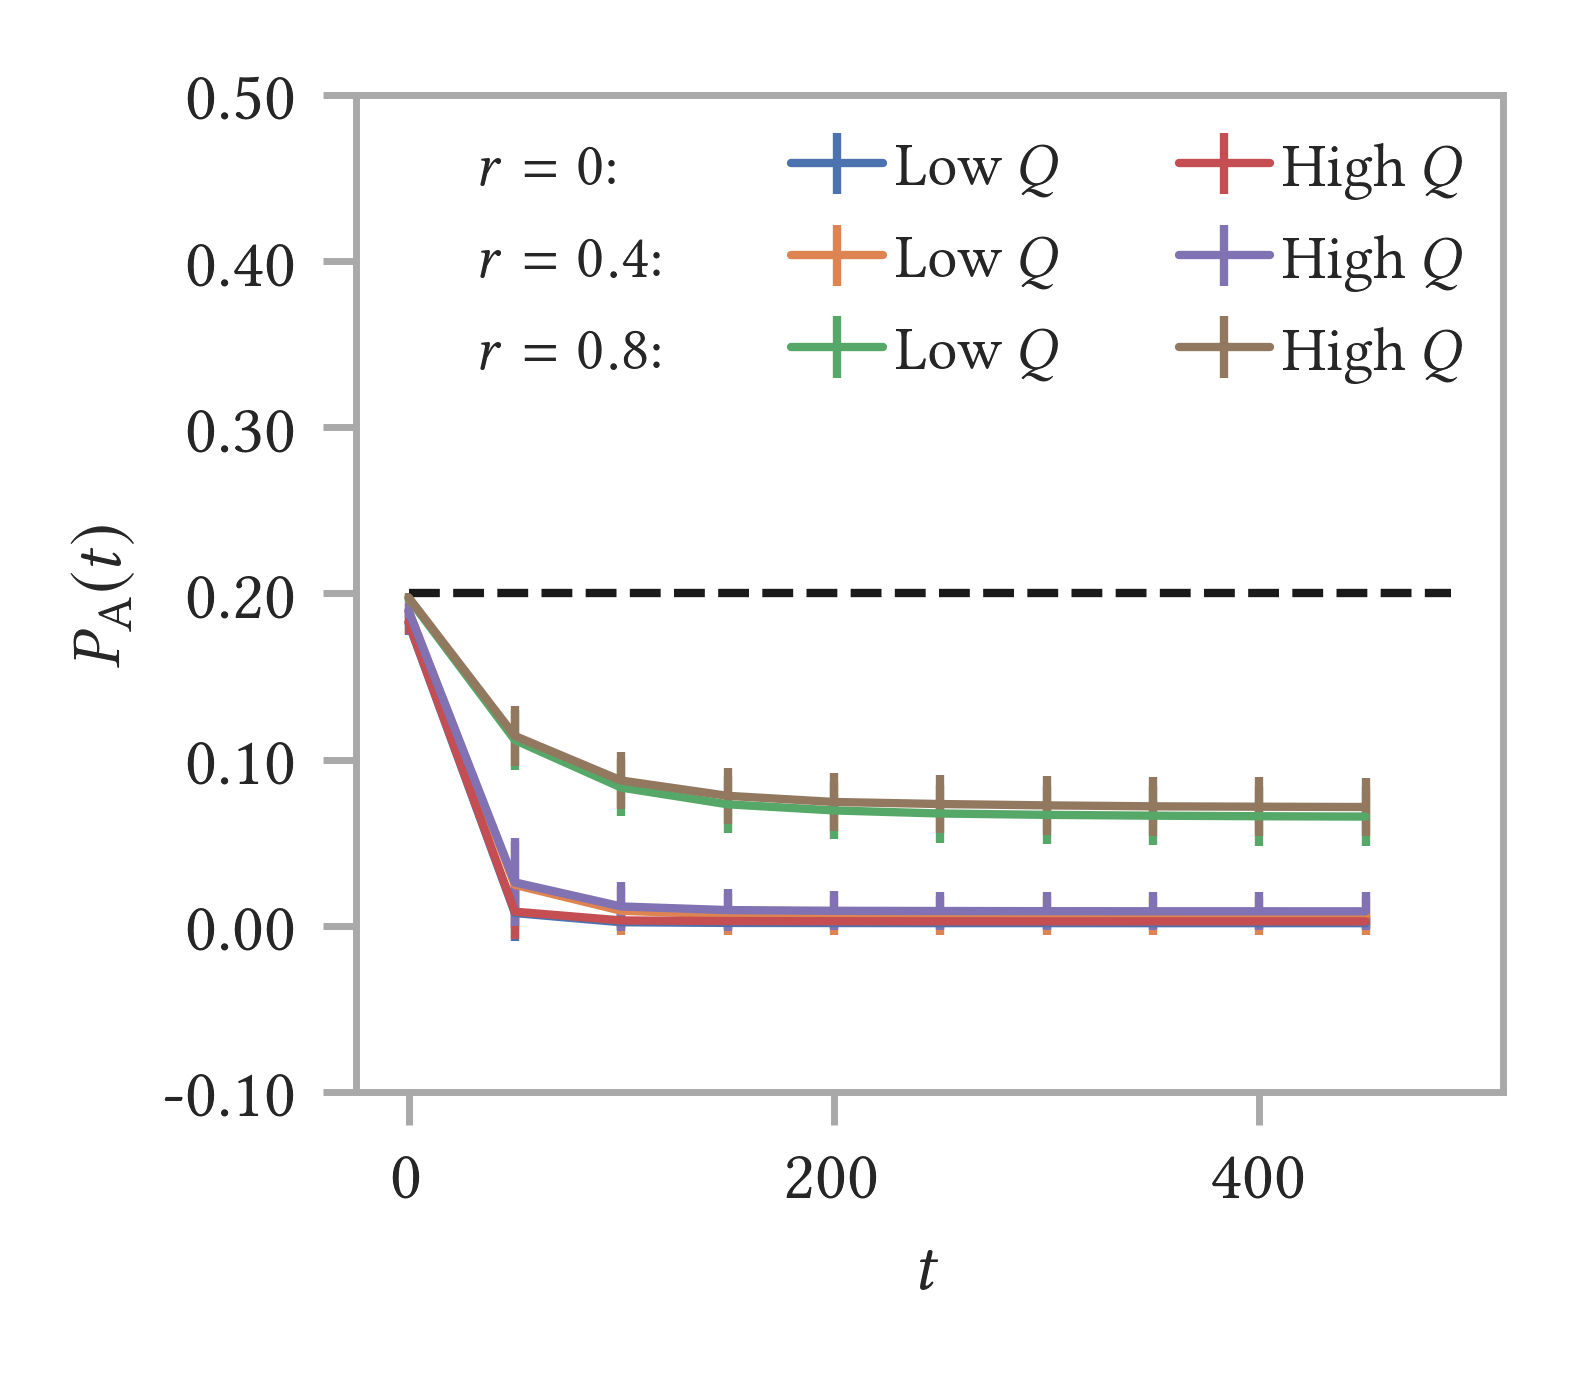 0.50
r = 0: Low Q High Q
0.40
r = 0.4: Low Q High Q
r = 0.8: Low Q High Q
0.30
0.20
0.10
0.00
-0.10
P_A(t)
0 200 400
t